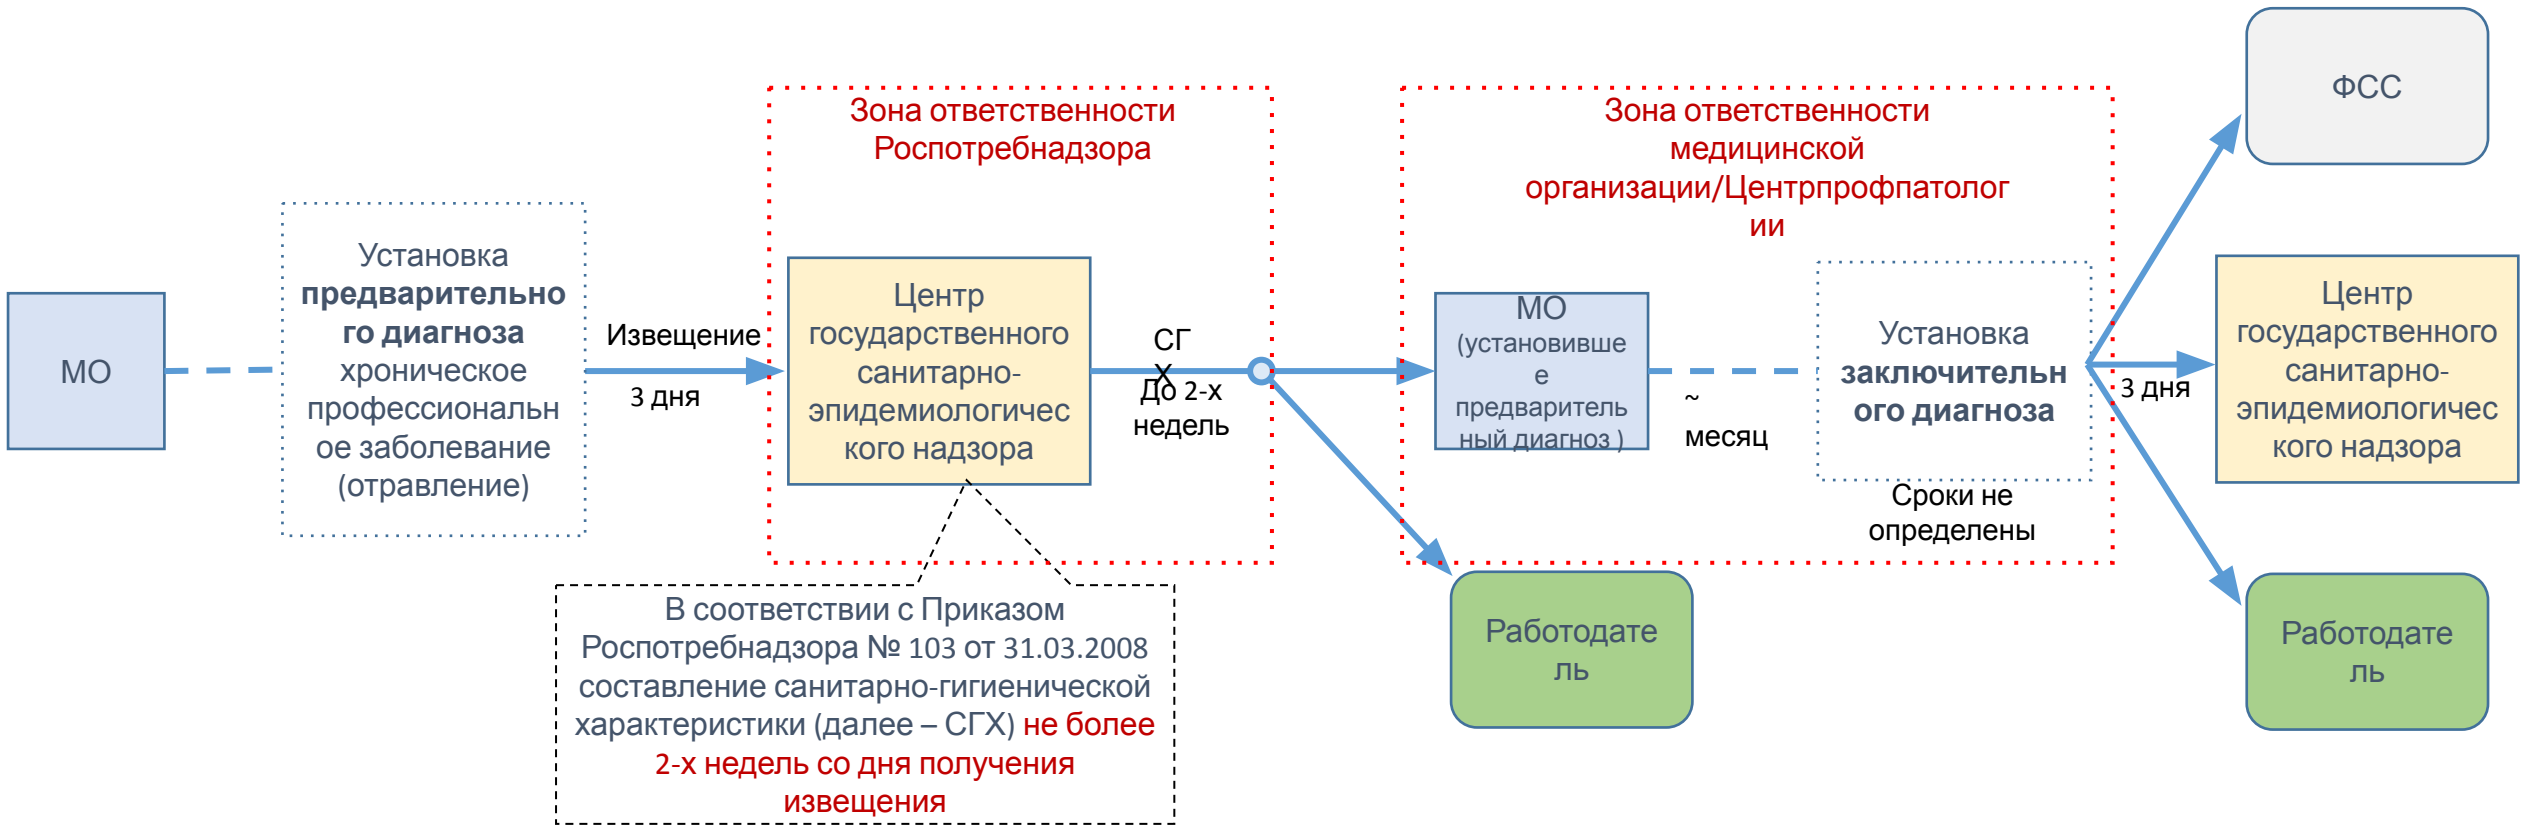 МО
Установка
предварительно
го диагноза
хроническое
профессиональн
ое заболевание
(отравление)
Извещение
3 дня
Зона ответственности
Роспотребнадзора
Центр
государственного
санитарно-
эпидемиологичес
кого надзора
СГ
Х
До 2-х
недель
В соответствии с Приказом
Роспотребнадзора № 103 от 31.03.2008
составление санитарно-гигиенической
характеристики (далее – СГХ) не более
2-х недель со дня получения
извещения
Зона ответственности
медицинской
организации/Центрпрофпатолог
ии
МО
(установивше
е
предваритель
ный диагноз )
~
месяц
Установка
заключительн
ого диагноза
Сроки не
определены
Работодате
ль
ФСС
3 дня
Центр
государственного
санитарно-
эпидемиологичес
кого надзора
Работодате
ль